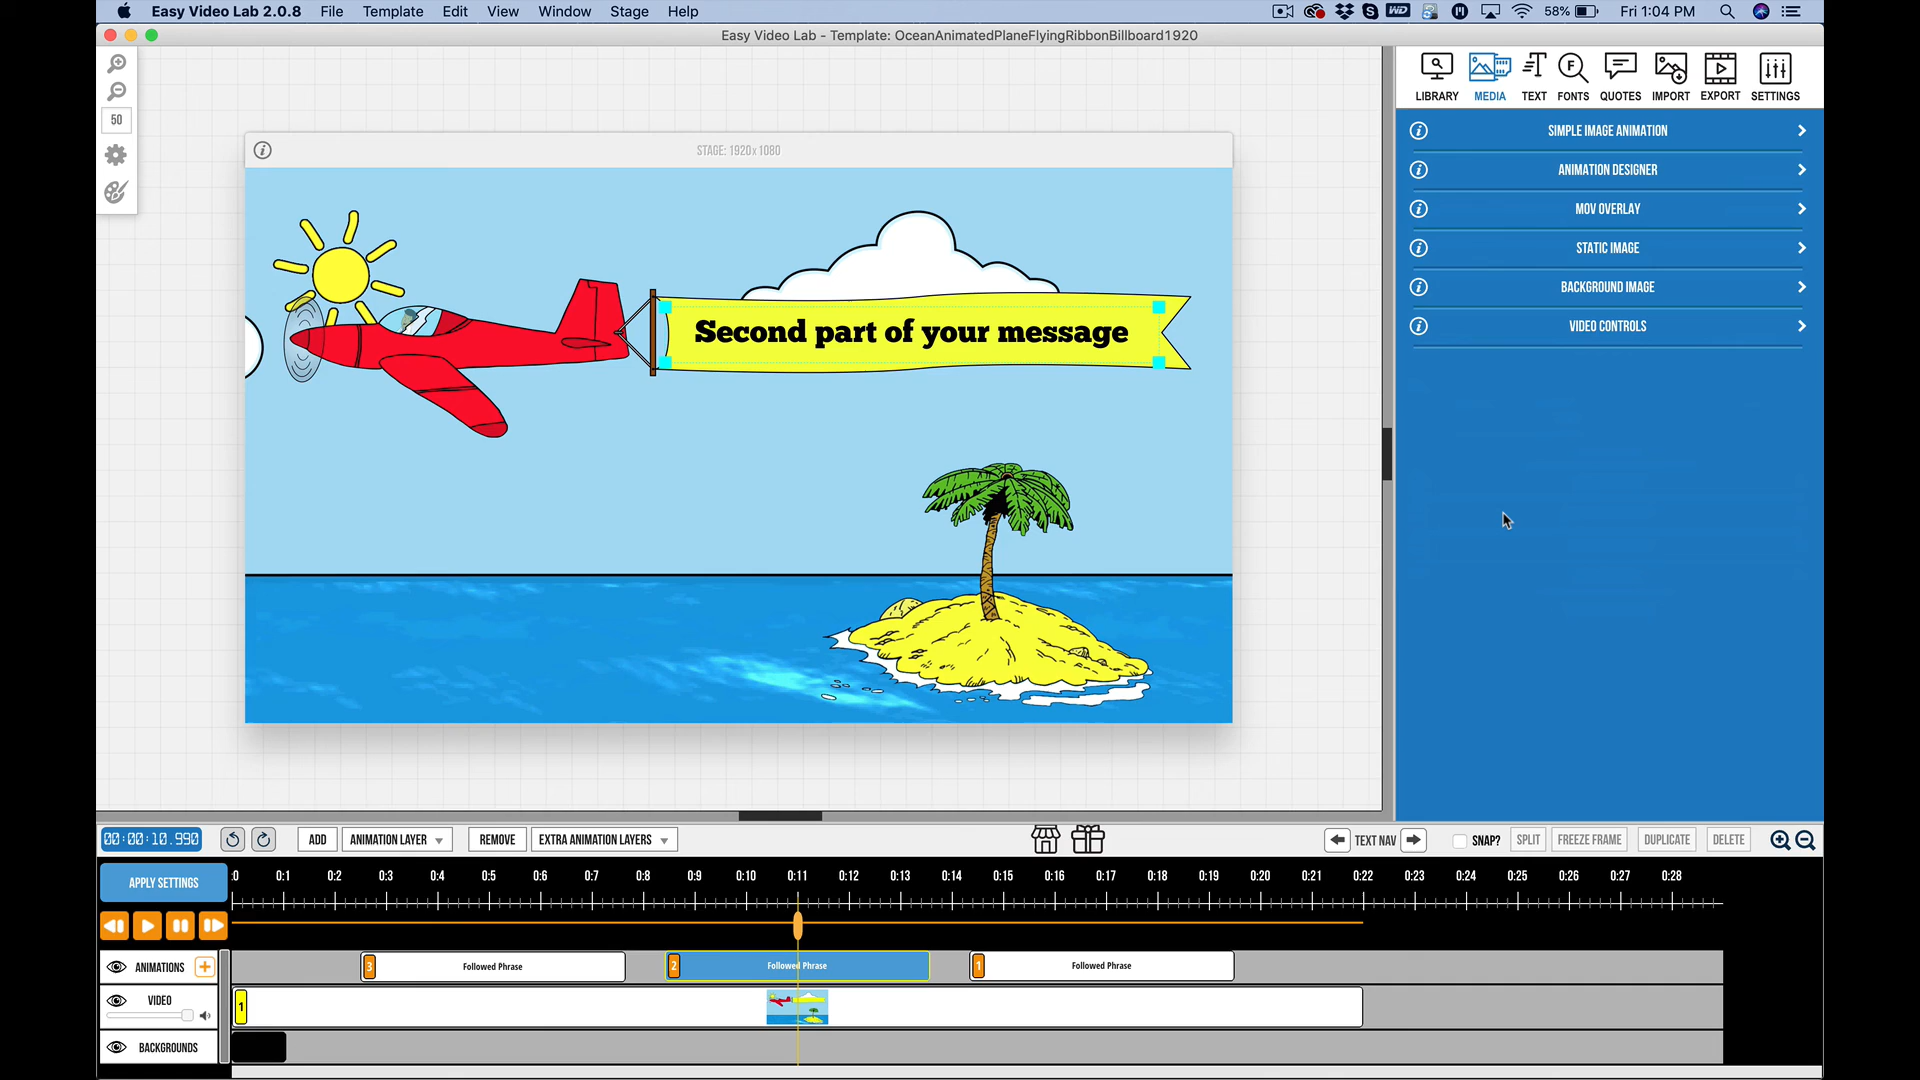 Easy Video Lab 2.0.8 File Template Edit View Window Stage Help 58% Fri 1:04 PM
Easy Video Lab - Template: OceanAnimatedPlaneFlyingRibbonBillboard1920
LIBRARY MEDIA TEXT FONTS QUOTES IMPORT EXPORT SETTINGS
50
STAGE: 1920x1080
Second part of your message
SIMPLE IMAGE ANIMATION
ANIMATION DESIGNER
MOV OVERLAY
STATIC IMAGE
BACKGROUND IMAGE
VIDEO CONTROLS
00:00:10.990 ADD ANIMATION LAYER REMOVE EXTRA ANIMATION LAYERS TEXT NAV SNAP? SPLIT FREEZE FRAME DUPLICATE DELETE
APPLY SETTINGS :0 0:1 0:2 0:3 0:4 0:5 0:6 0:7 0:8 0:9 0:10 0:11 0:12 0:13 0:14 0:15 0:16 0:17 0:18 0:19 0:20 0:21 0:22 0:23 0:24 0:25 0:26 0:27 0:28
ANIMATIONS + 3 Followed Phrase 2 Followed Phrase 1 Followed Phrase
VIDEO 1
BACKGROUNDS